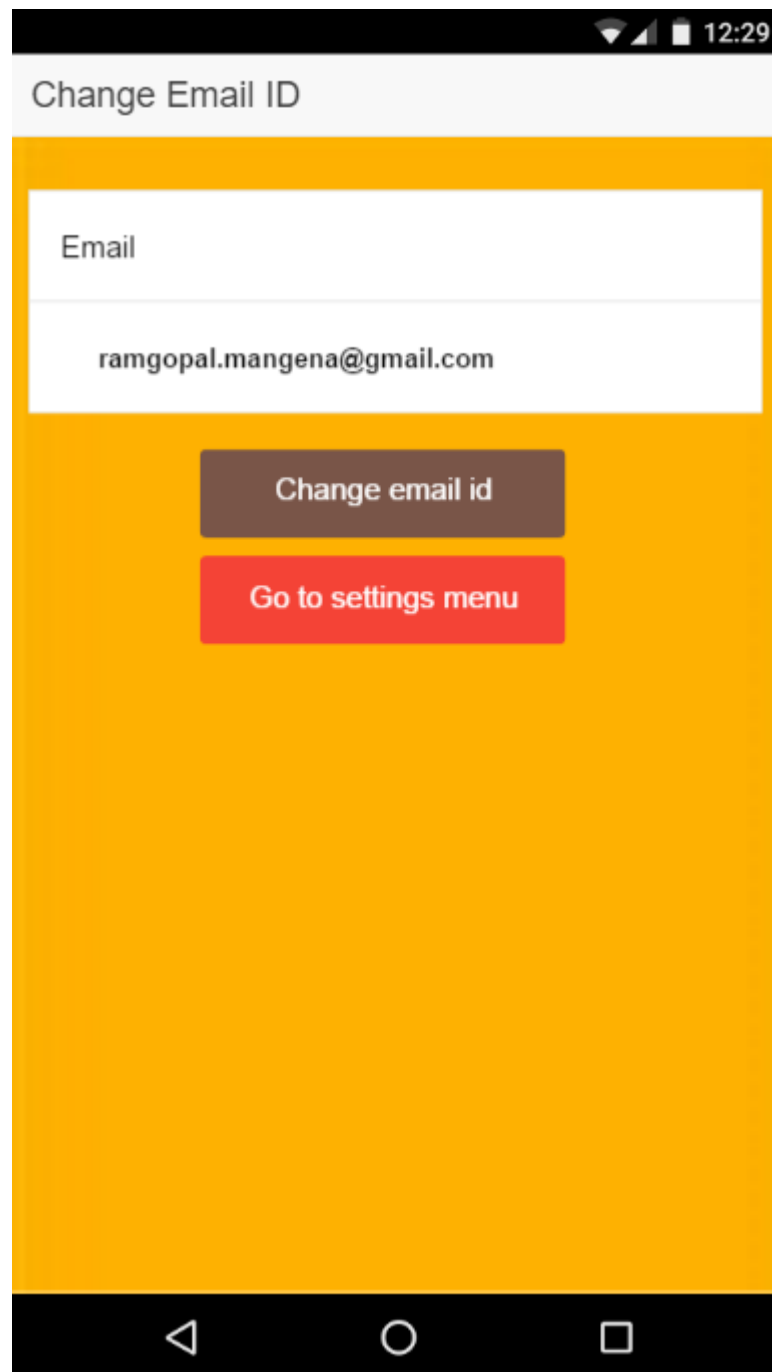 12:29
Change Email ID
Email
ramgopal.mangena@gmail.com
Change email id
Go to settings menu